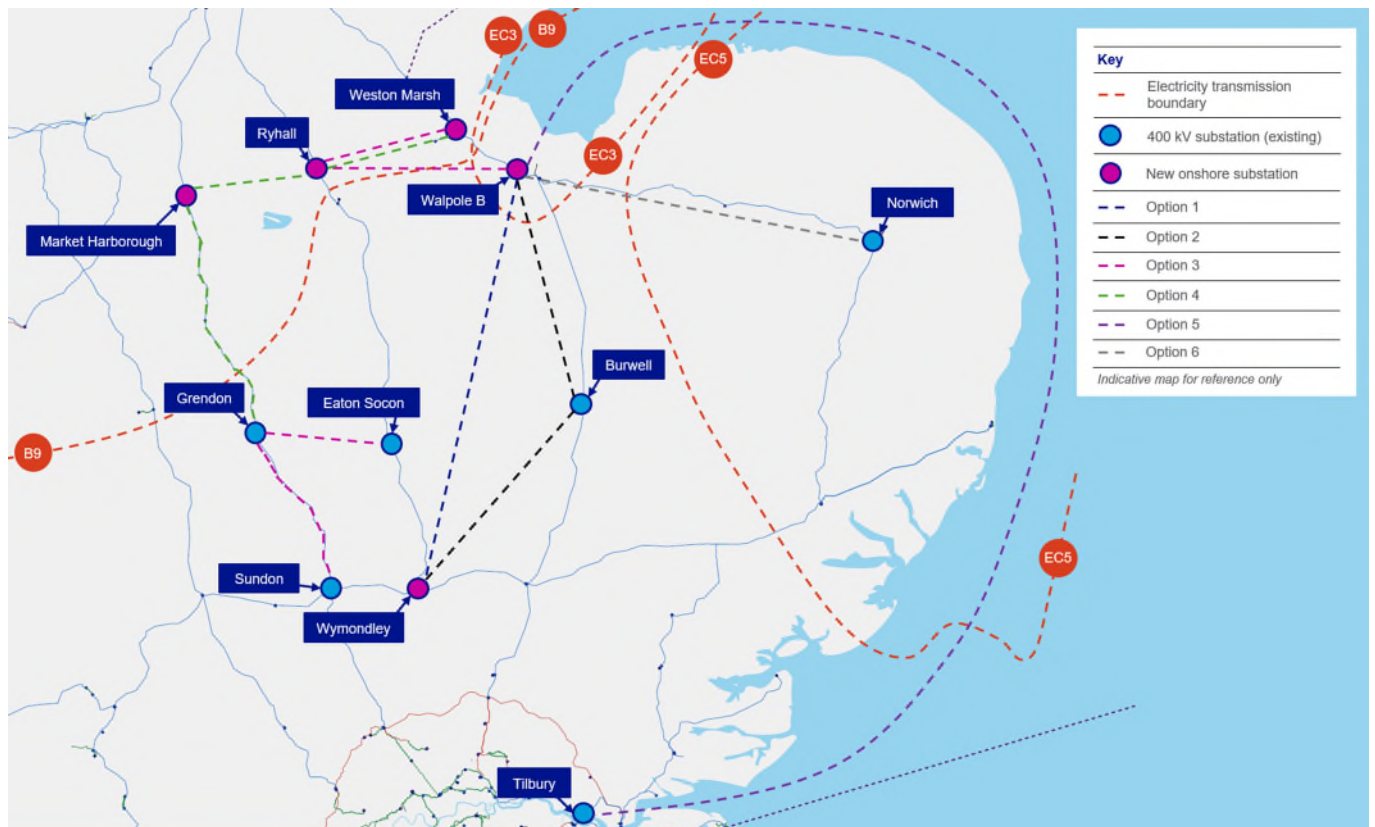 EC3
B9
EC5
Weston Marsh
Ryhall
EC3
Walpole B
Norwich
Market Harborough
Burwell
Grendon
Eaton Socon
B9
EC5
Sundon
Wymondley
Tilbury
Key
Electricity transmission
boundary
400 kV substation (existing)
New onshore substation
Option 1
Option 2
Option 3
Option 4
Option 5
Option 6
Indicative map for reference only